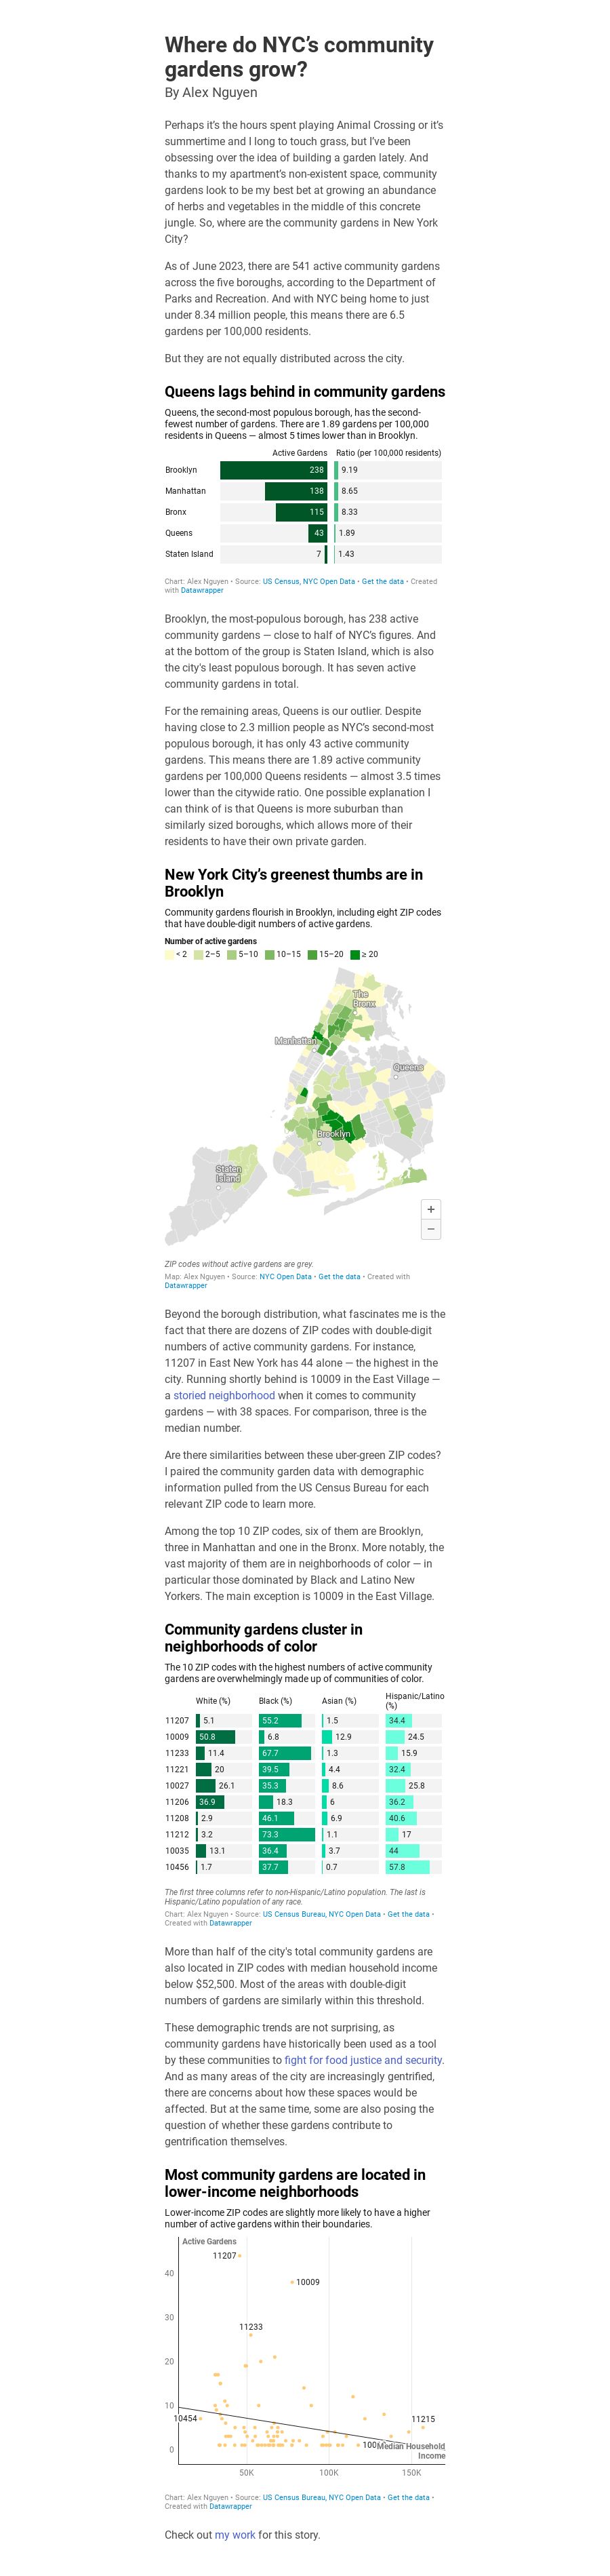 Where do NYC’s community
gardens grow?
By Alex Nguyen
Perhaps it’s the hours spent playing Animal Crossing or it’s
summertime and I long to touch grass, but I’ve been
obsessing over the idea of building a garden lately. And
thanks to my apartment’s non-existent space, community
gardens look to be my best bet at growing an abundance
of herbs and vegetables in the middle of this concrete
jungle. So, where are the community gardens in New York
City?
As of June 2023, there are 541 active community gardens
across the five boroughs, according to the Department of
Parks and Recreation. And with NYC being home to just
under 8.34 million people, this means there are 6.5
gardens per 100,000 residents.
But they are not equally distributed across the city.
Queens lags behind in community gardens
Queens, the second-most populous borough, has the second-
fewest number of gardens. There are 1.89 gardens per 100,000
residents in Queens — almost 5 times lower than in Brooklyn.
Active Gardens Ratio (per 100,000 residents)
Brooklyn 238 9.19
Manhattan 138 8.65
Bronx 115 8.33
Queens 43 1.89
Staten Island 7 1.43
Chart: Alex Nguyen • Source: US Census, NYC Open Data • Get the data • Created
with Datawrapper
Brooklyn, the most-populous borough, has 238 active
community gardens — close to half of NYC’s figures. And
at the bottom of the group is Staten Island, which is also
the city's least populous borough. It has seven active
community gardens in total.
For the remaining areas, Queens is our outlier. Despite
having close to 2.3 million people as NYC’s second-most
populous borough, it has only 43 active community
gardens. This means there are 1.89 active community
gardens per 100,000 Queens residents — almost 3.5 times
lower than the citywide ratio. One possible explanation I
can think of is that Queens is more suburban than
similarly sized boroughs, which allows more of their
residents to have their own private garden.
New York City’s greenest thumbs are in
Brooklyn
Community gardens flourish in Brooklyn, including eight ZIP codes
that have double-digit numbers of active gardens.
Number of active gardens
< 2 2–5 5–10 10–15 15–20 ≥ 20
The
Bronx
Manhattan
Queens
Brooklyn
Staten
Island
+
−
ZIP codes without active gardens are grey.
Map: Alex Nguyen • Source: NYC Open Data • Get the data • Created with
Datawrapper
Beyond the borough distribution, what fascinates me is the
fact that there are dozens of ZIP codes with double-digit
numbers of active community gardens. For instance,
11207 in East New York has 44 alone — the highest in the
city. Running shortly behind is 10009 in the East Village —
a storied neighborhood when it comes to community
gardens — with 38 spaces. For comparison, three is the
median number.
Are there similarities between these uber-green ZIP codes?
I paired the community garden data with demographic
information pulled from the US Census Bureau for each
relevant ZIP code to learn more.
Among the top 10 ZIP codes, six of them are Brooklyn,
three in Manhattan and one in the Bronx. More notably, the
vast majority of them are in neighborhoods of color — in
particular those dominated by Black and Latino New
Yorkers. The main exception is 10009 in the East Village.
Community gardens cluster in
neighborhoods of color
The 10 ZIP codes with the highest numbers of active community
gardens are overwhelmingly made up of communities of color.
White (%) Black (%) Asian (%) Hispanic/Latino
(%)
11207 5.1 55.2 1.5 34.4
10009 50.8 6.8 12.9 24.5
11233 11.4 67.7 1.3 15.9
11221 20 39.5 4.4 32.4
10027 26.1 35.3 8.6 25.8
11206 36.9 18.3 6 36.2
11208 2.9 46.1 6.9 40.6
11212 3.2 73.3 1.1 17
10035 13.1 36.4 3.7 44
10456 1.7 37.7 0.7 57.8
The first three columns refer to non-Hispanic/Latino population. The last is
Hispanic/Latino population of any race.
Chart: Alex Nguyen • Source: US Census Bureau, NYC Open Data • Get the data •
Created with Datawrapper
More than half of the city's total community gardens are
also located in ZIP codes with median household income
below $52,500. Most of the areas with double-digit
numbers of gardens are similarly within this threshold.
These demographic trends are not surprising, as
community gardens have historically been used as a tool
by these communities to fight for food justice and security.
And as many areas of the city are increasingly gentrified,
there are concerns about how these spaces would be
affected. But at the same time, some are also posing the
question of whether these gardens contribute to
gentrification themselves.
Most community gardens are located in
lower-income neighborhoods
Lower-income ZIP codes are slightly more likely to have a higher
number of active gardens within their boundaries.
Active Gardens
11207
40
10009
30
11233
20
10
10454
11215
0
Median Household
Income
50K 100K 150K
Chart: Alex Nguyen • Source: US Census Bureau, NYC Open Data • Get the data •
Created with Datawrapper
Check out my work for this story.